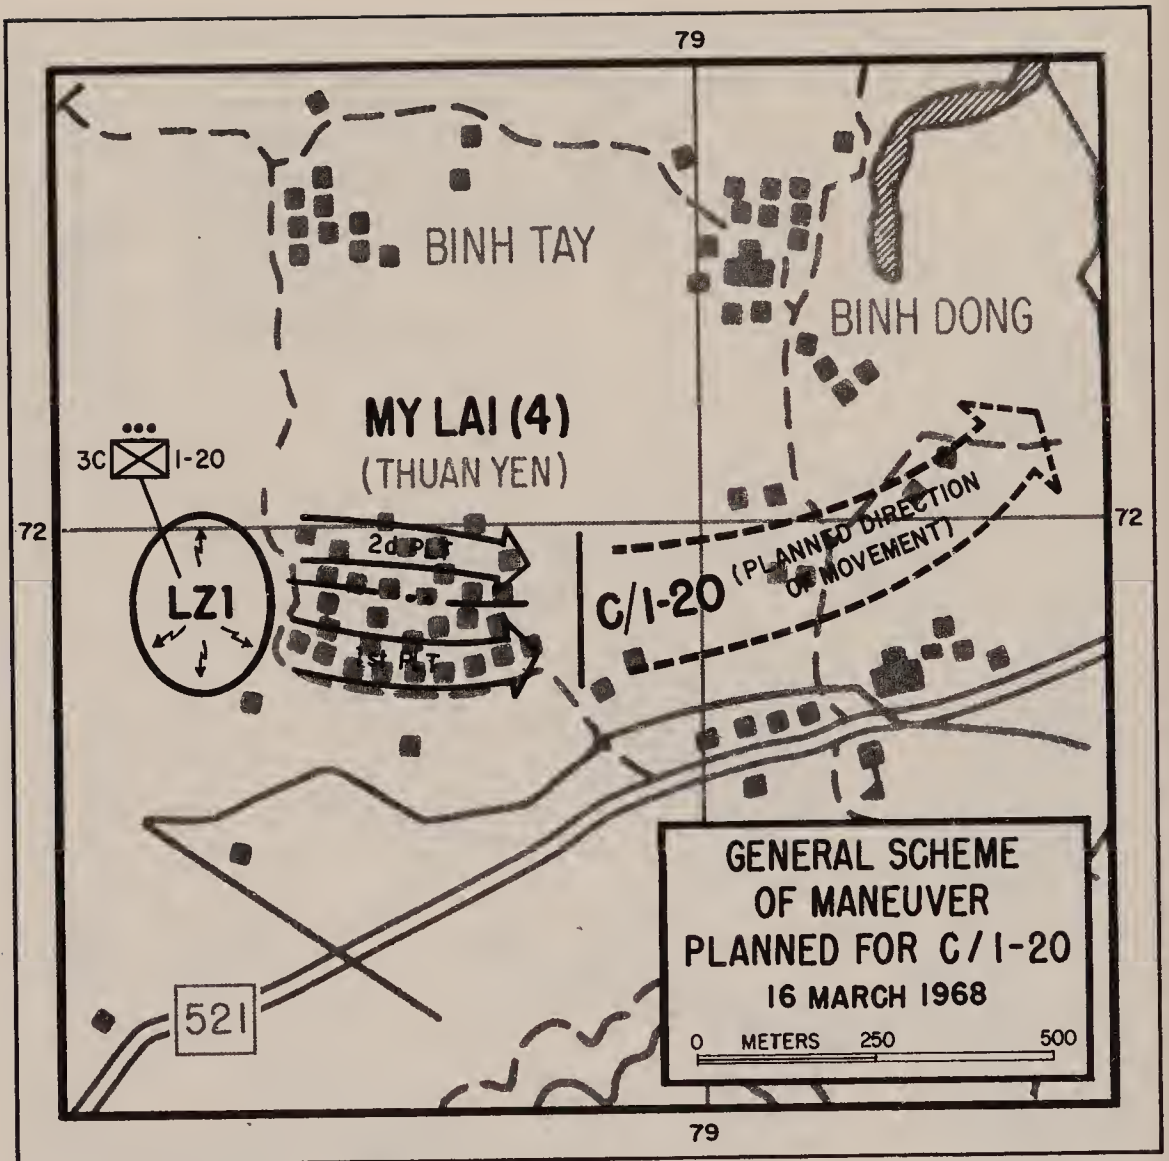 79
BINH TAY
BINH DONG
MY LAI (4)
(THUAN YEN)
3C 1-20
72
72
2d PLT
LZ1
C/1-20
(PLANNED DIRECTION
OF MOVEMENT)
1st PLT
521
GENERAL SCHEME
OF MANEUVER
PLANNED FOR C/1-20
16 MARCH 1968
0 METERS 250 500
79